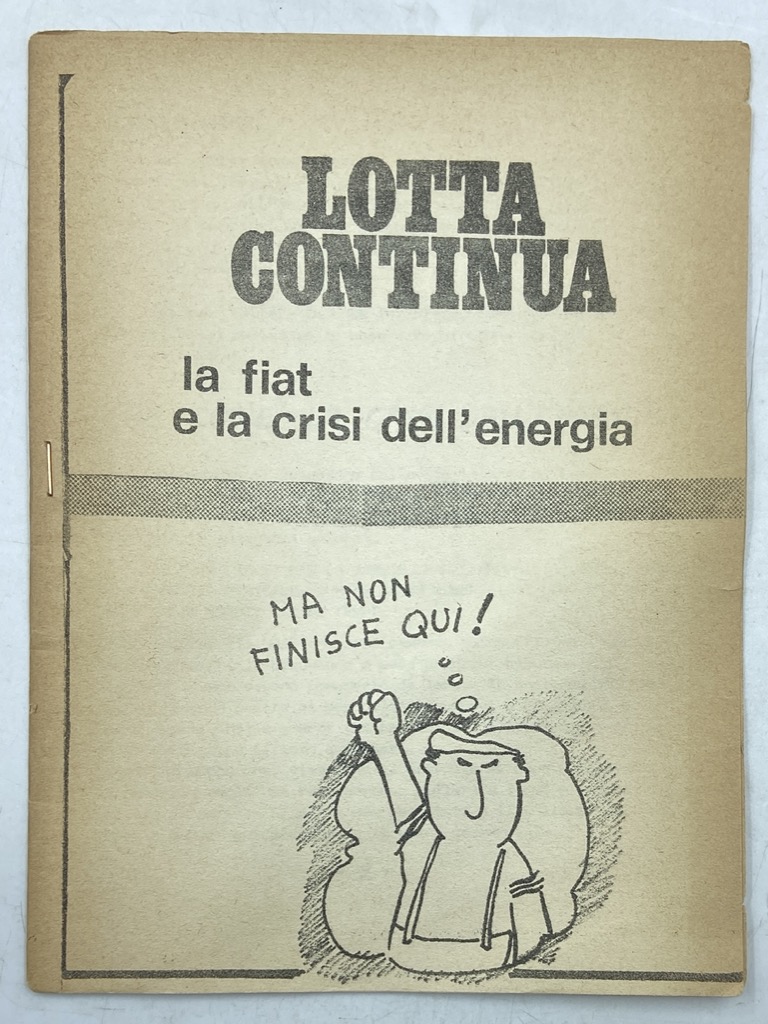 LOTTA
CONTINUA
la fiat
e la crisi dell'energia
MA NON
FINISCE QUI!